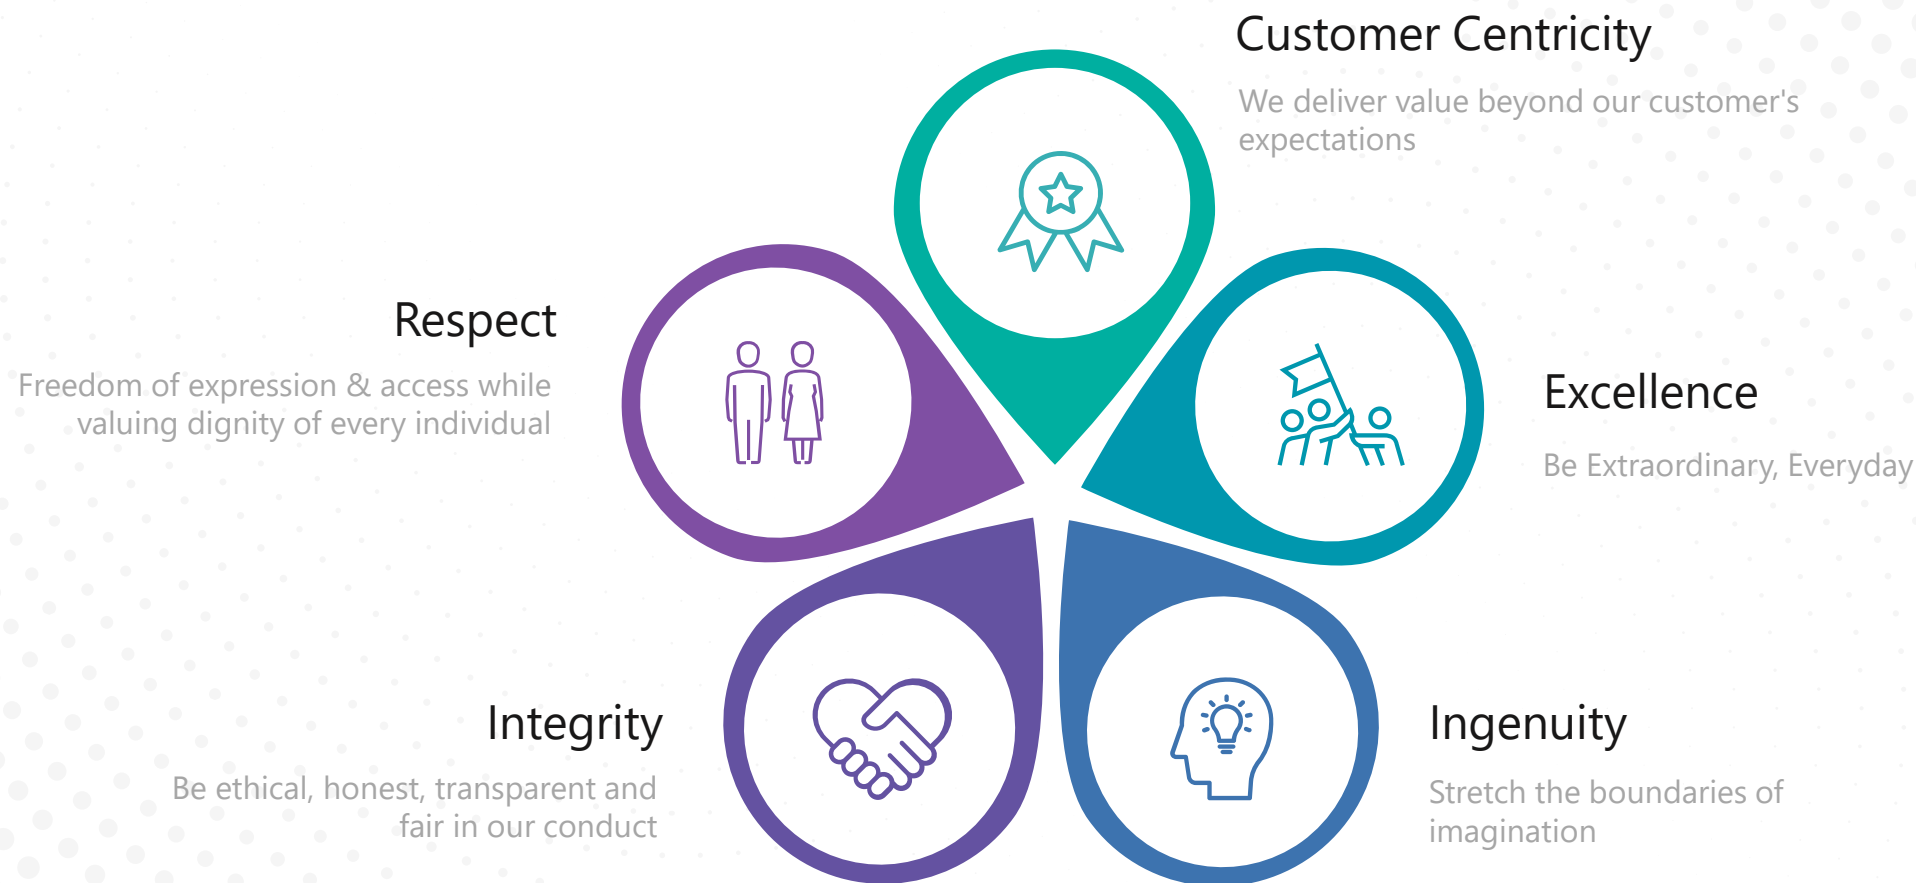 Customer Centricity
We deliver value beyond our customer's
expectations
Respect
Freedom of expression & access while
valuing dignity of every individual
Excellence
Be Extraordinary, Everyday
Integrity
Be ethical, honest, transparent and
fair in our conduct
Ingenuity
Stretch the boundaries of
imagination